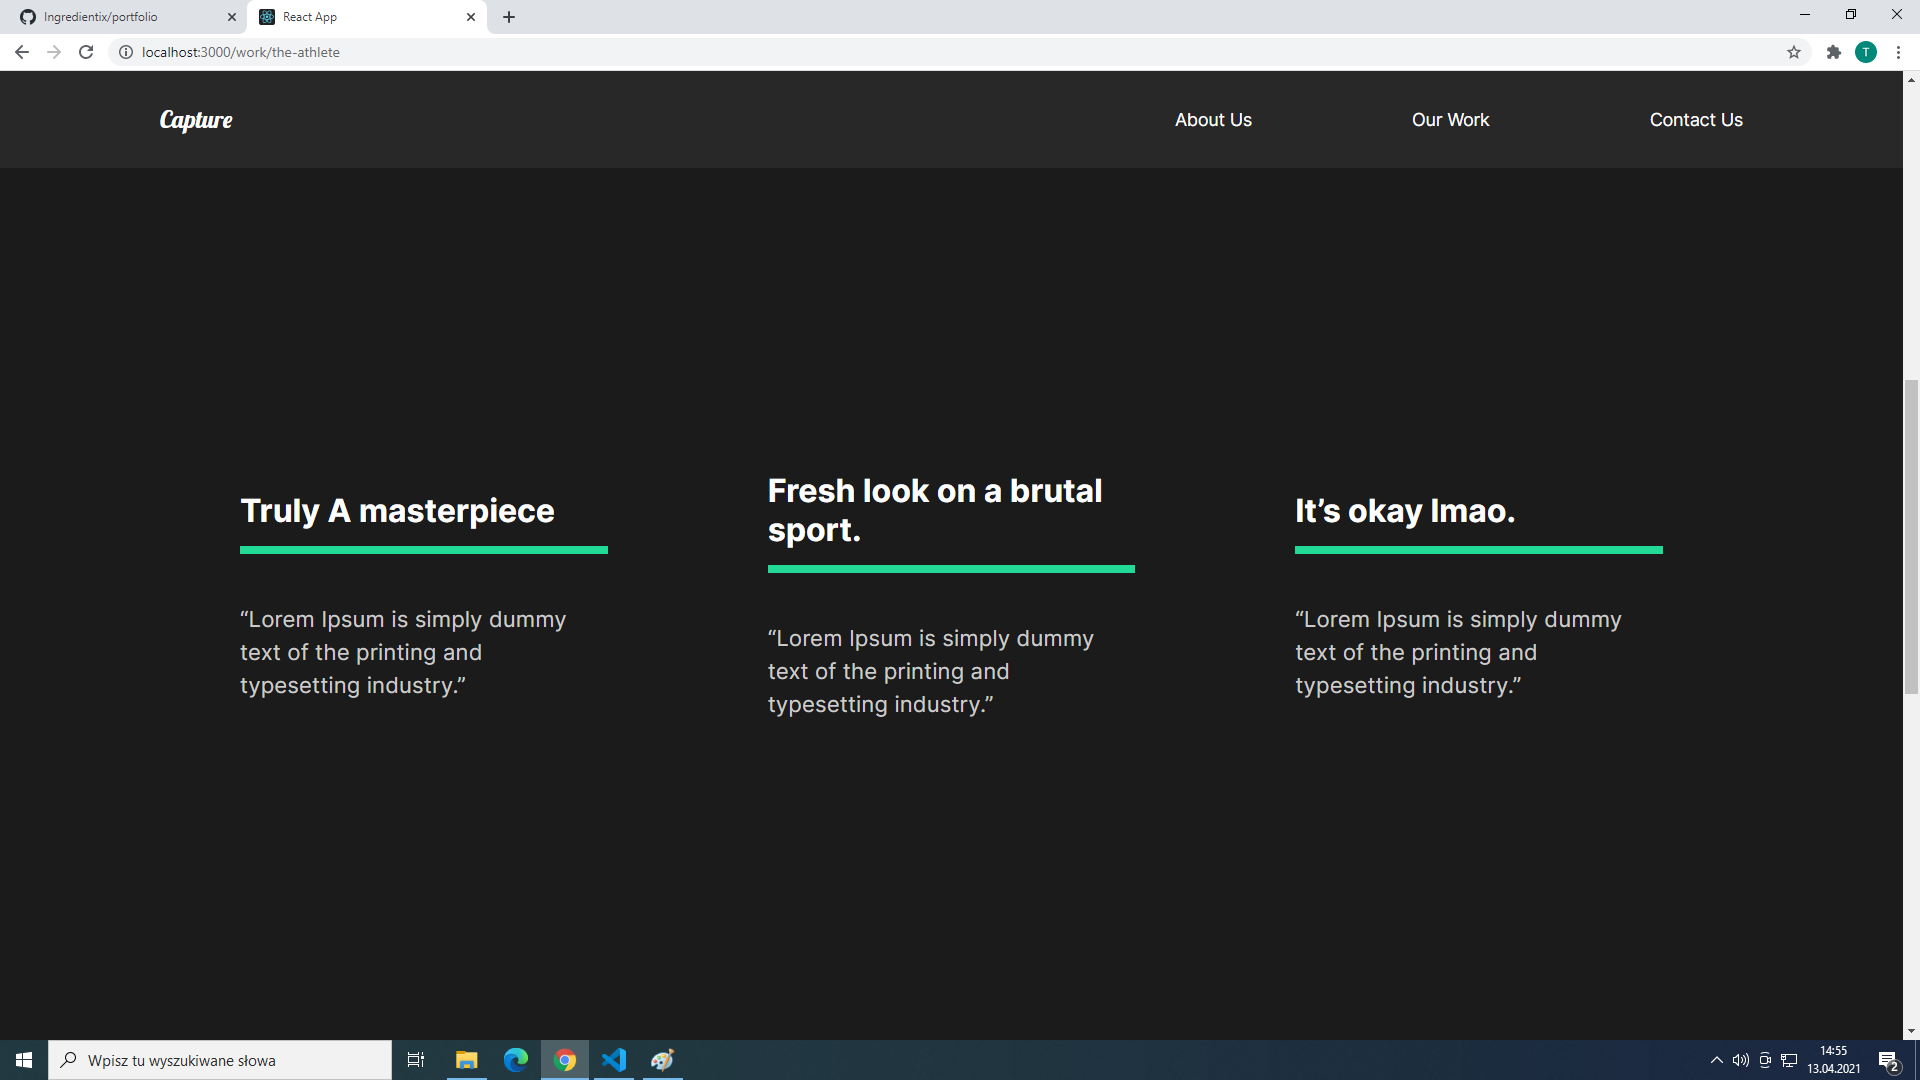 Ingredientix/portfolio
React App
localhost:3000/work/the-athlete
T
Capture
About Us
Our Work
Contact Us
Truly A masterpiece
“Lorem Ipsum is simply dummy
text of the printing and
typesetting industry.”
Fresh look on a brutal
sport.
“Lorem Ipsum is simply dummy
text of the printing and
typesetting industry.”
It’s okay lmao.
“Lorem Ipsum is simply dummy
text of the printing and
typesetting industry.”
Wpisz tu wyszukiwane słowa
14:55
13.04.2021
2